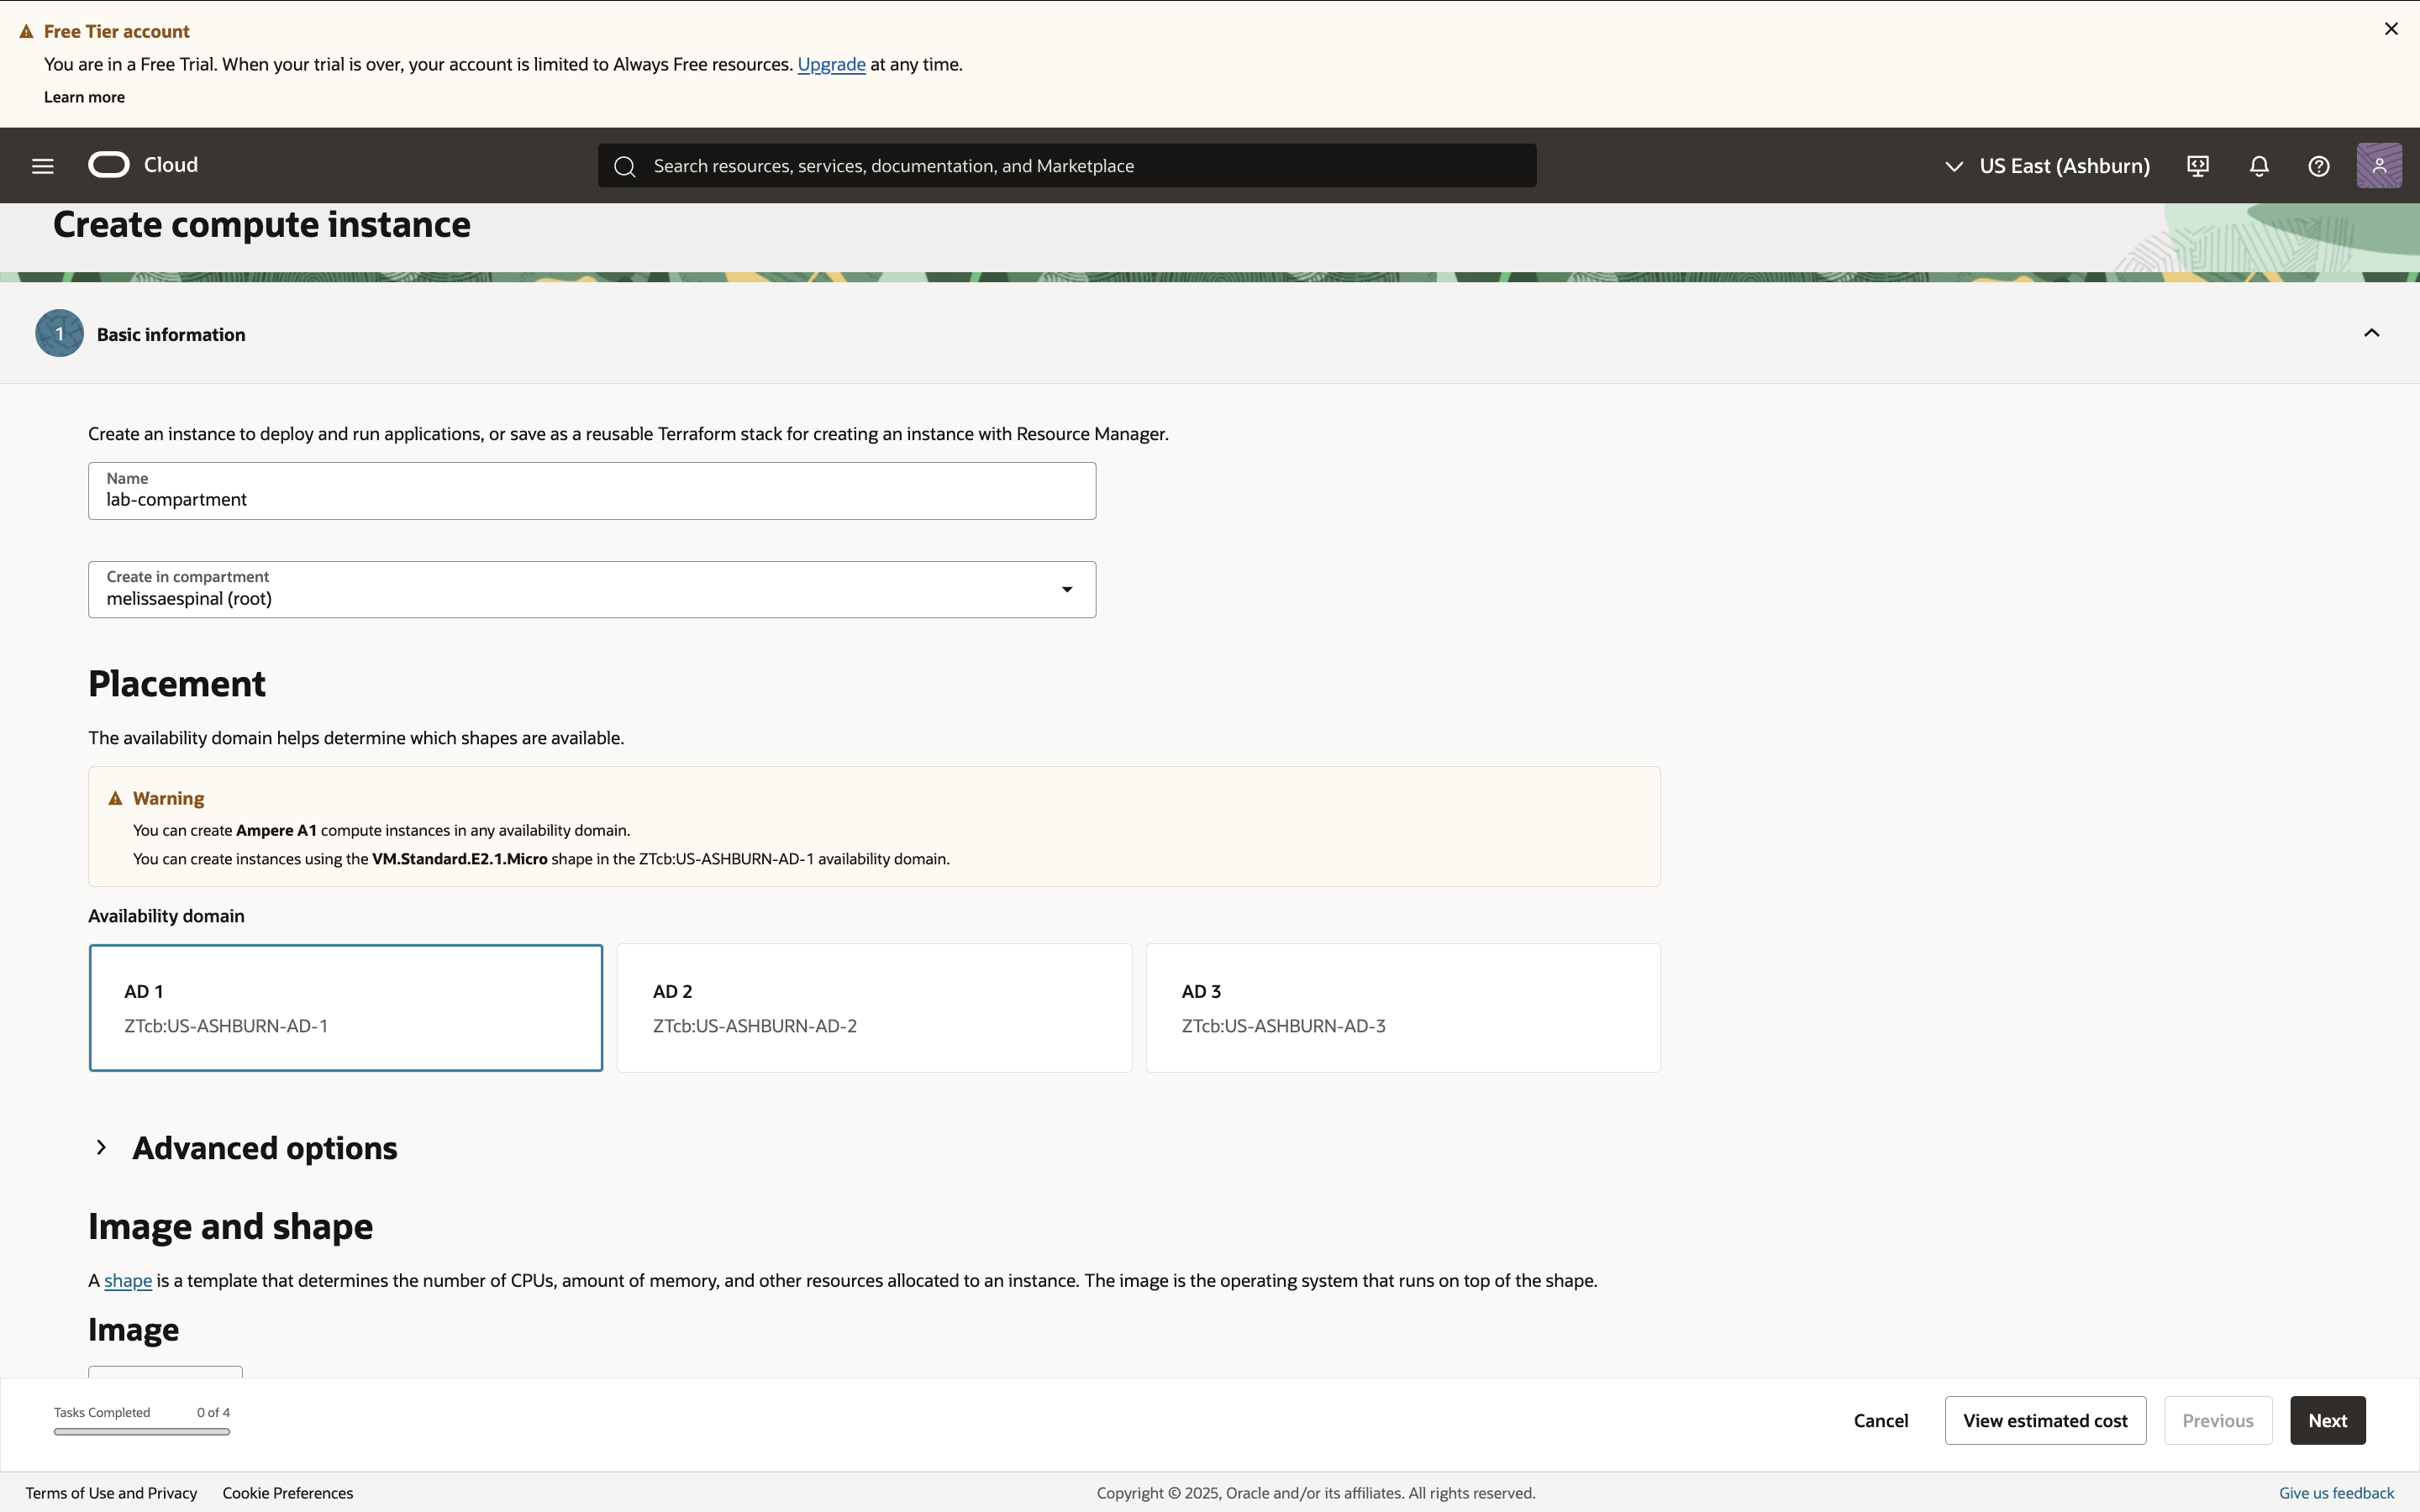 Free Tier account
You are in a Free Trial. When your trial is over, your account is limited to Always Free resources. Upgrade at any time.
Learn more
Cloud
Search resources, services, documentation, and Marketplace
US East (Ashburn)
Create compute instance
1
Basic information
Create an instance to deploy and run applications, or save as a reusable Terraform stack for creating an instance with Resource Manager.
Name
lab-compartment
Create in compartment
melissaespinal (root)
Placement
The availability domain helps determine which shapes are available.
Warning
You can create Ampere A1 compute instances in any availability domain.
You can create instances using the VM.Standard.E2.1.Micro shape in the ZTcb:US-ASHBURN-AD-1 availability domain.
Availability domain
AD 1
ZTcb:US-ASHBURN-AD-1
AD 2
ZTcb:US-ASHBURN-AD-2
AD 3
ZTcb:US-ASHBURN-AD-3
Advanced options
Image and shape
A shape is a template that determines the number of CPUs, amount of memory, and other resources allocated to an instance. The image is the operating system that runs on top of the shape.
Image
Tasks Completed 0 of 4
Cancel
View estimated cost
Previous
Next
Terms of Use and Privacy
Cookie Preferences
Copyright © 2025, Oracle and/or its affiliates. All rights reserved.
Give us feedback